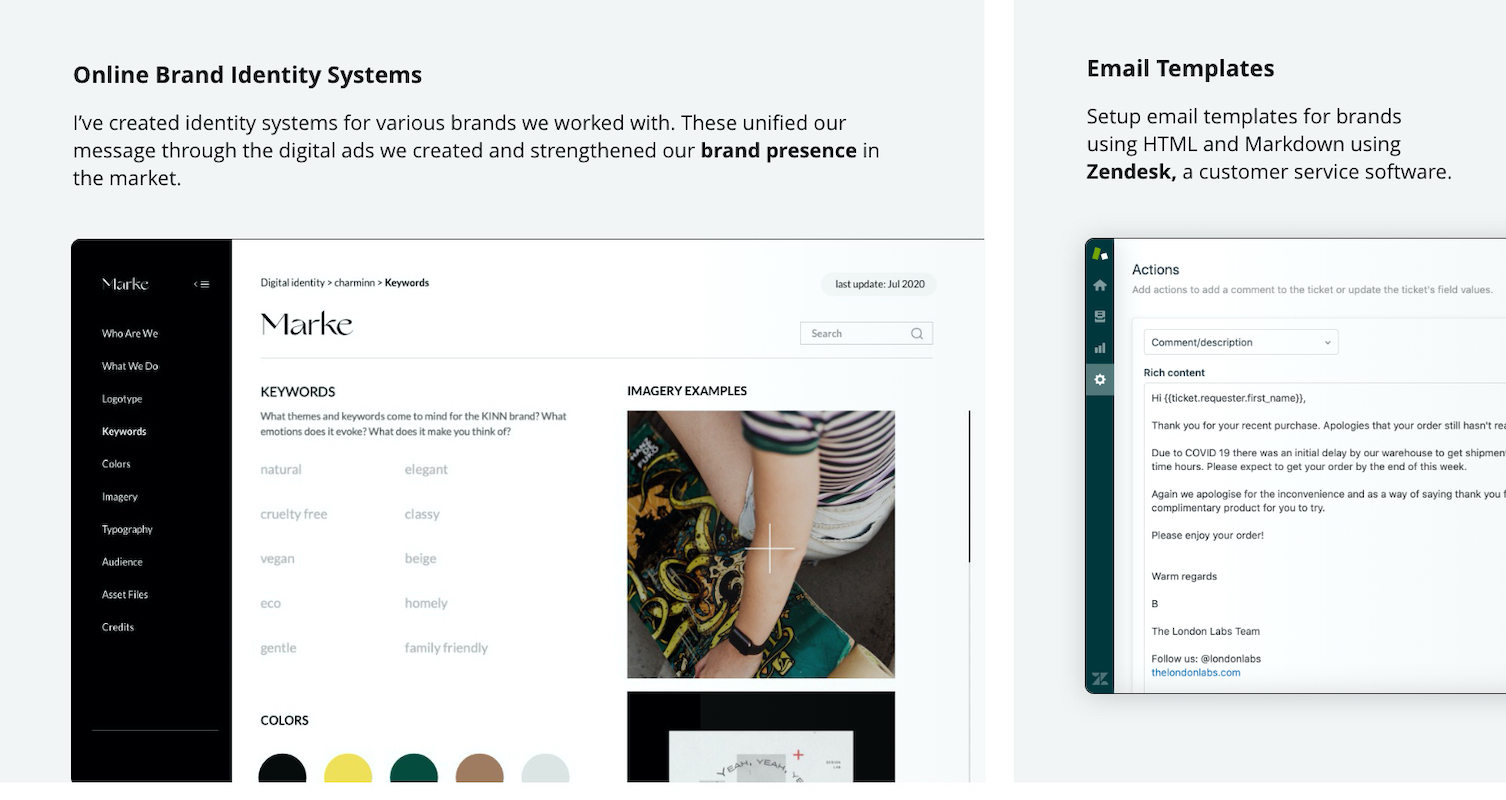 Online Brand Identity Systems
I’ve created identity systems for various brands we worked with. These unified our
message through the digital ads we created and strengthened our brand presence in
the market.
Marke
Who Are We
What We Do
Logotype
Keywords
Colors
Imagery
Typography
Audience
Asset Files
Credits
Digital identity > charminn > Keywords
last update: Jul 2020
Marke
Search
KEYWORDS
What themes and keywords come to mind for the KINN brand? What
emotions does it evoke? What does it make you think of?
natural elegant
cruelty free classy
vegan beige
eco homely
gentle family friendly
COLORS
IMAGERY EXAMPLES
YEAH, YEAH, YE
DESIGN
LAB
Email Templates
Setup email templates for brands
using HTML and Markdown using
Zendesk, a customer service software.
Actions
Add actions to add a comment to the ticket or update the ticket's field values.
Comment/description
Rich content
Hi {{ticket.requester.first_name}},
Thank you for your recent purchase. Apologies that your order still hasn't rea
Due to COVID 19 there was an initial delay by our warehouse to get shipmen
time hours. Please expect to get your order by the end of this week.
Again we apologise for the inconvenience and as a way of saying thank you f
complimentary product for you to try.
Please enjoy your order!
Warm regards
B
The London Labs Team
Follow us: @londonlabs
thelondonlabs.com